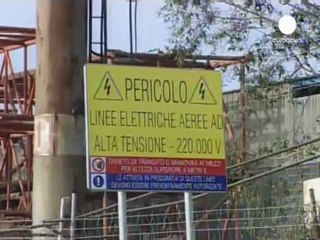 PERICOLO
LINEE ELETTRICHE AEREE AD
ALTA TENSIONE - 220.000 V
DIVIETO DI TRANSITO O MANOVRA AI MEZZI
PER ALTEZZA SUPERIORE A METRI
LE ATTIVITÀ IN PROSSIMITÀ DI QUESTE LINEE
DEVONO ESSERE PREVENTIVAMENTE AUTORIZZATE